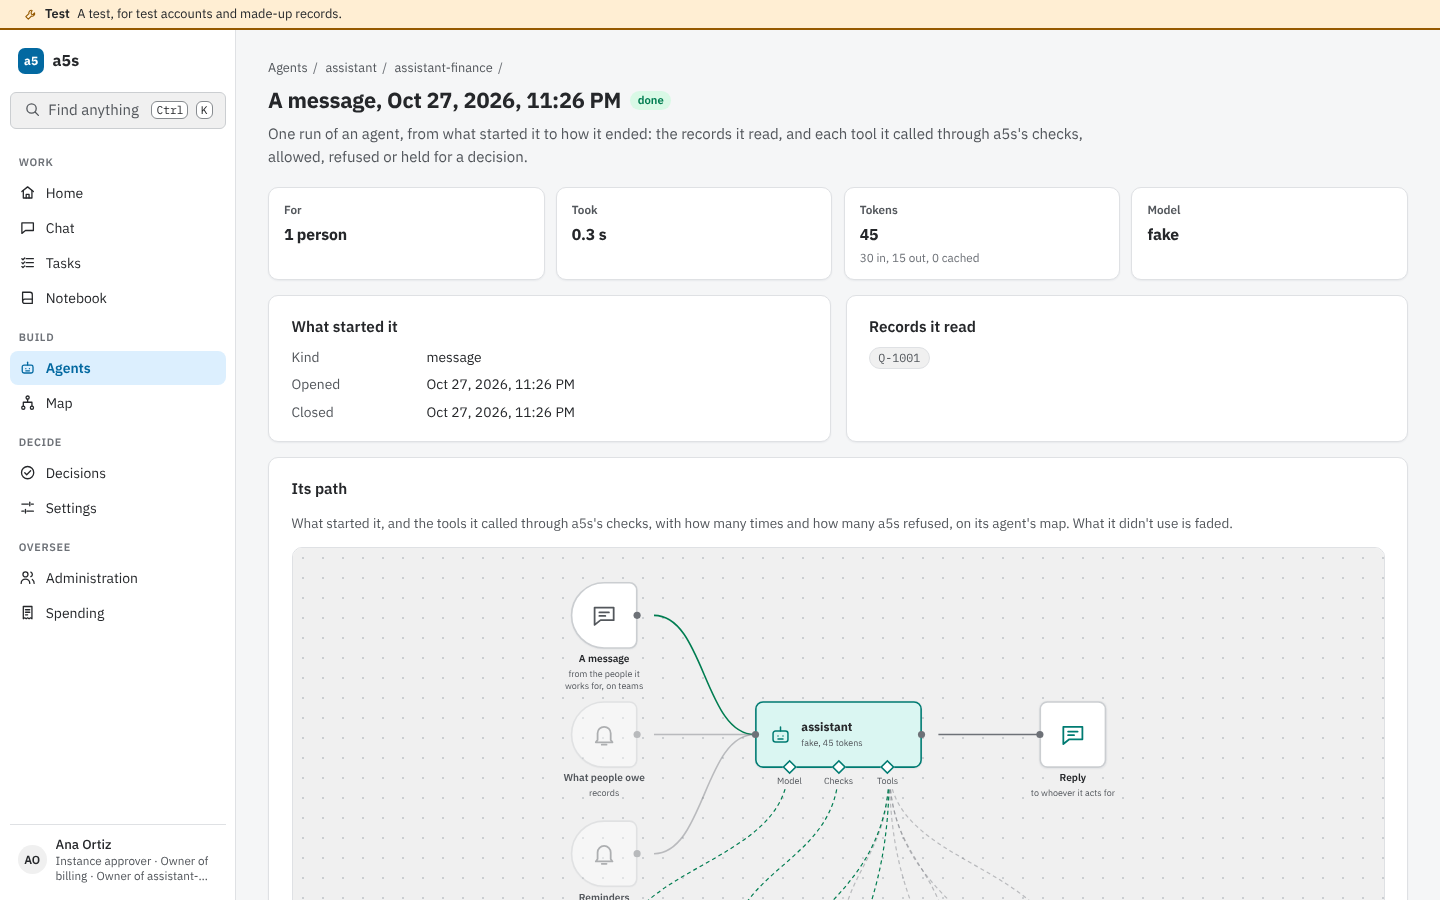 Test A test, for test accounts and made-up records.
a5 a5s
Find anything Ctrl K
WORK
Home
Chat
Tasks
Notebook
BUILD
Agents
Map
DECIDE
Decisions
Settings
OVERSEE
Administration
Spending
AO
Ana Ortiz
Instance approver · Owner of
billing · Owner of assistant-...
Agents / assistant / assistant-finance /
A message, Oct 27, 2026, 11:26 PM done
One run of an agent, from what started it to how it ended: the records it read, and each tool it called through a5s's checks,
allowed, refused or held for a decision.
For
1 person
Took
0.3 s
Tokens
45
30 in, 15 out, 0 cached
Model
fake
What started it
Kind message
Opened Oct 27, 2026, 11:26 PM
Closed Oct 27, 2026, 11:26 PM
Records it read
Q-1001
Its path
What started it, and the tools it called through a5s's checks, with how many times and how many a5s refused, on its agent's map. What it didn't use is faded.
A message
from the people it
works for, on teams
What people owe
records
Reminders
assistant
fake, 45 tokens
Model Checks Tools
Reply
to whoever it acts for